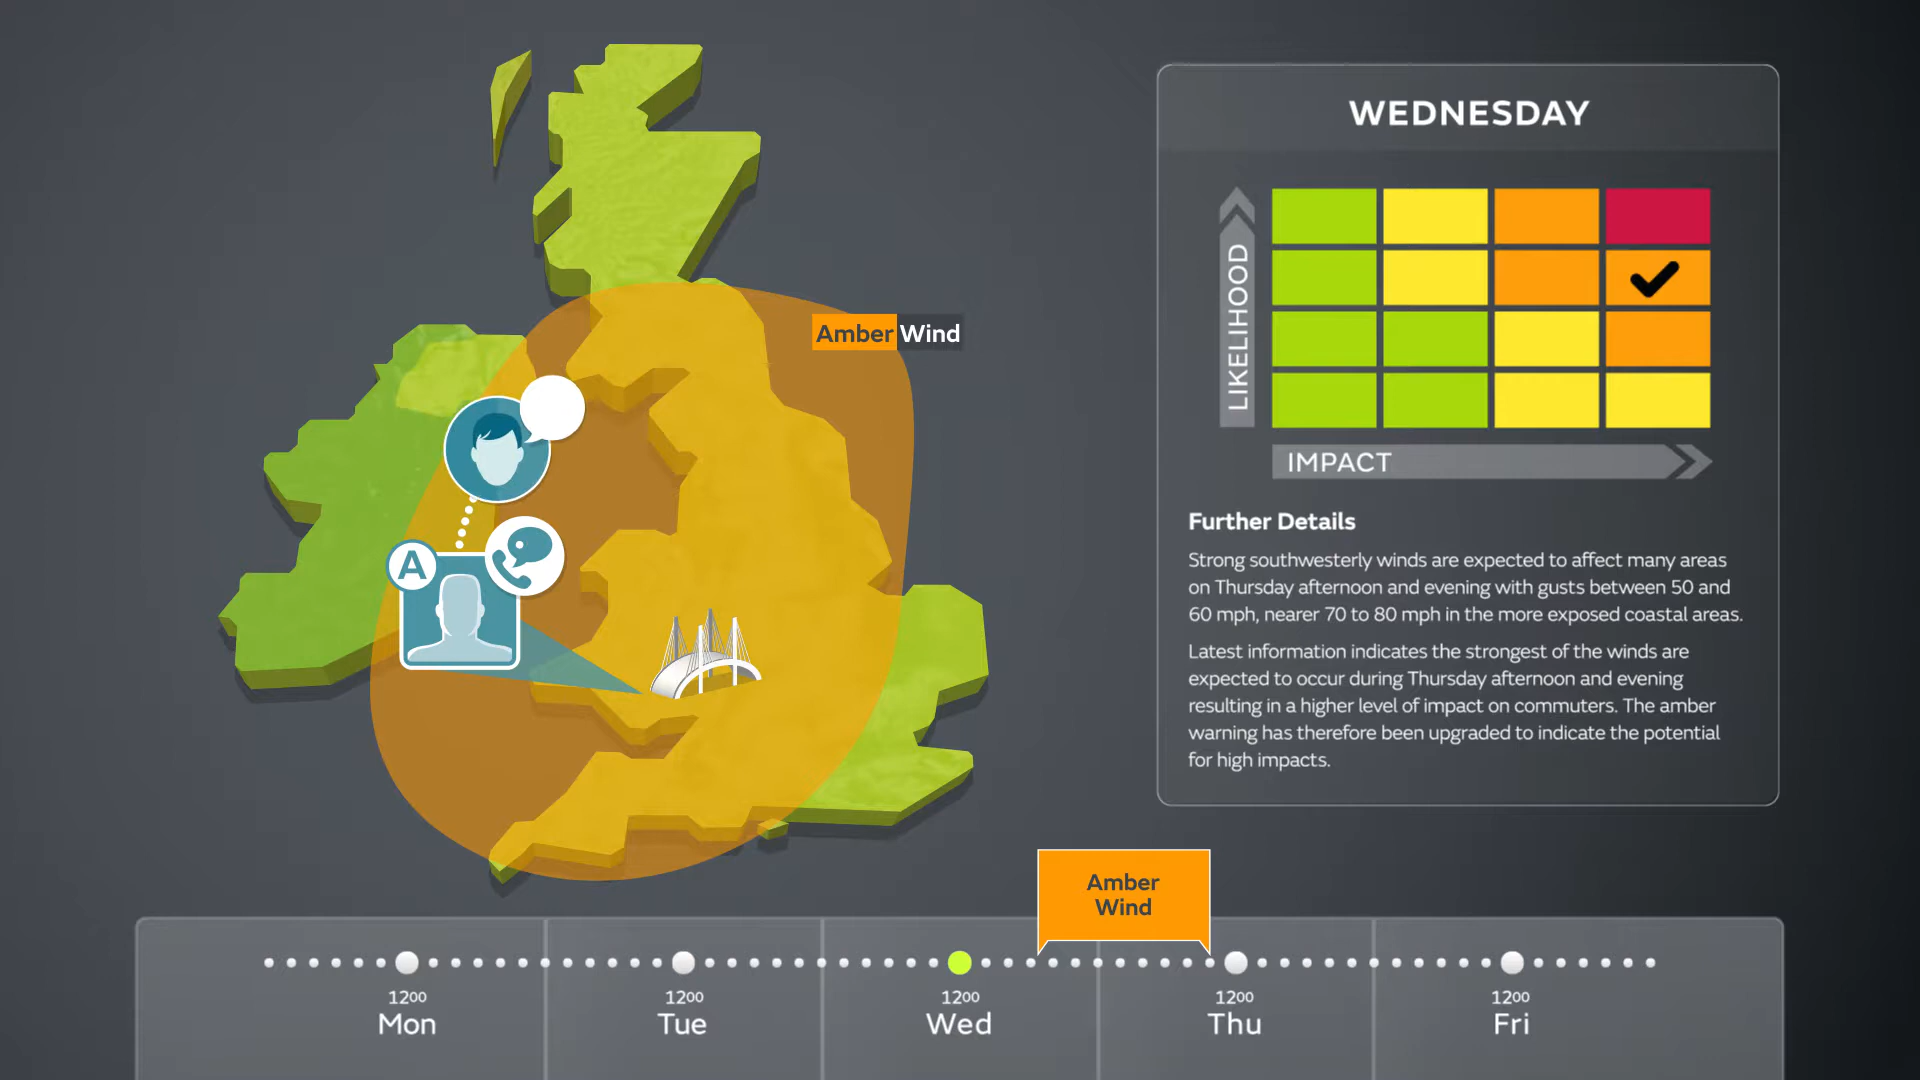 WEDNESDAY
LIKELIHOOD
IMPACT
Amber Wind
A
Further Details
Strong southwesterly winds are expected to affect many areas
on Thursday afternoon and evening with gusts between 50 and
60 mph, nearer 70 to 80 mph in the more exposed coastal areas.
Latest information indicates the strongest of the winds are
expected to occur during Thursday afternoon and evening
resulting in a higher level of impact on commuters. The amber
warning has therefore been upgraded to indicate the potential
for high impacts.
Amber
Wind
1200
Mon
1200
Tue
1200
Wed
1200
Thu
1200
Fri